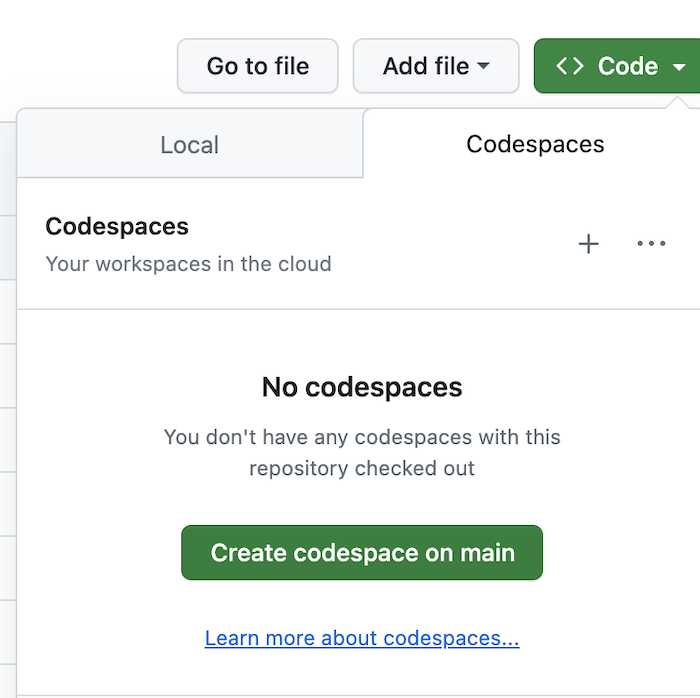 Go to file
Add file
<> Code
Local
Codespaces
Codespaces
Your workspaces in the cloud
No codespaces
You don't have any codespaces with this
repository checked out
Create codespace on main
Learn more about codespaces...